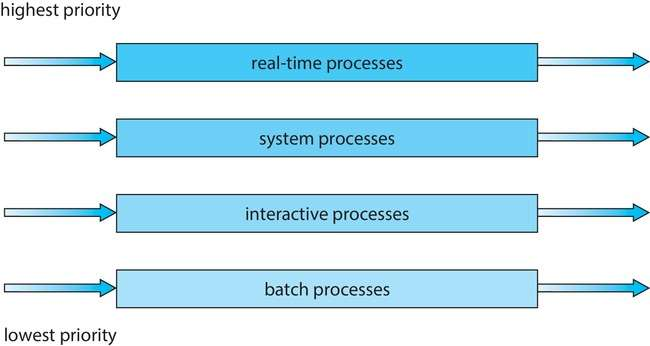 highest priority
real-time processes
system processes
interactive processes
batch processes
lowest priority